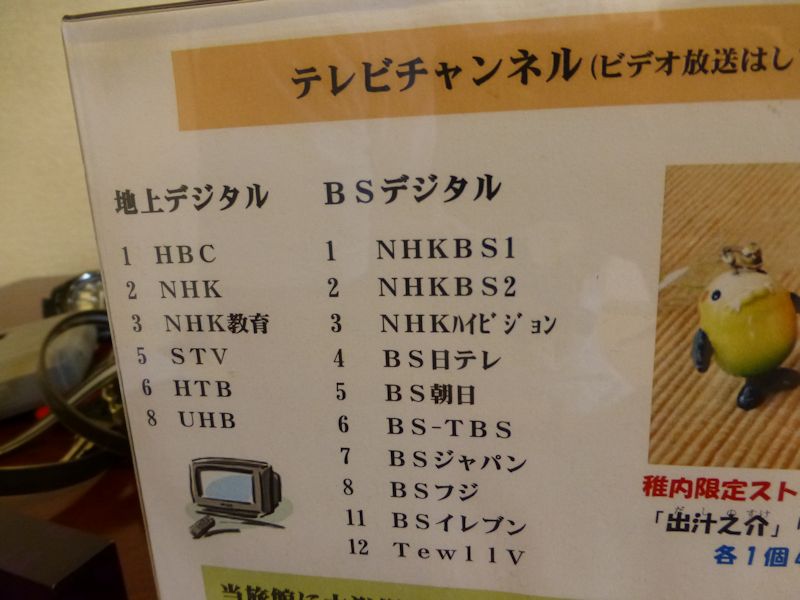 テレビチャンネル(ビデオ放送はし
地上デジタル
1 HBC
2 NHK
3 NHK教育
5 STV
6 HTB
8 UHB
BSデジタル
1 NHKBS1
2 NHKBS2
3 NHKﾊｲﾋﾞｼﾞｮﾝ
4 BS日テレ
5 BS朝日
6 BS-TBS
7 BSジャパン
8 BSフジ
11 BSイレブン
12 Tew11V
稚内限定スト
「出汁之介」
各1個